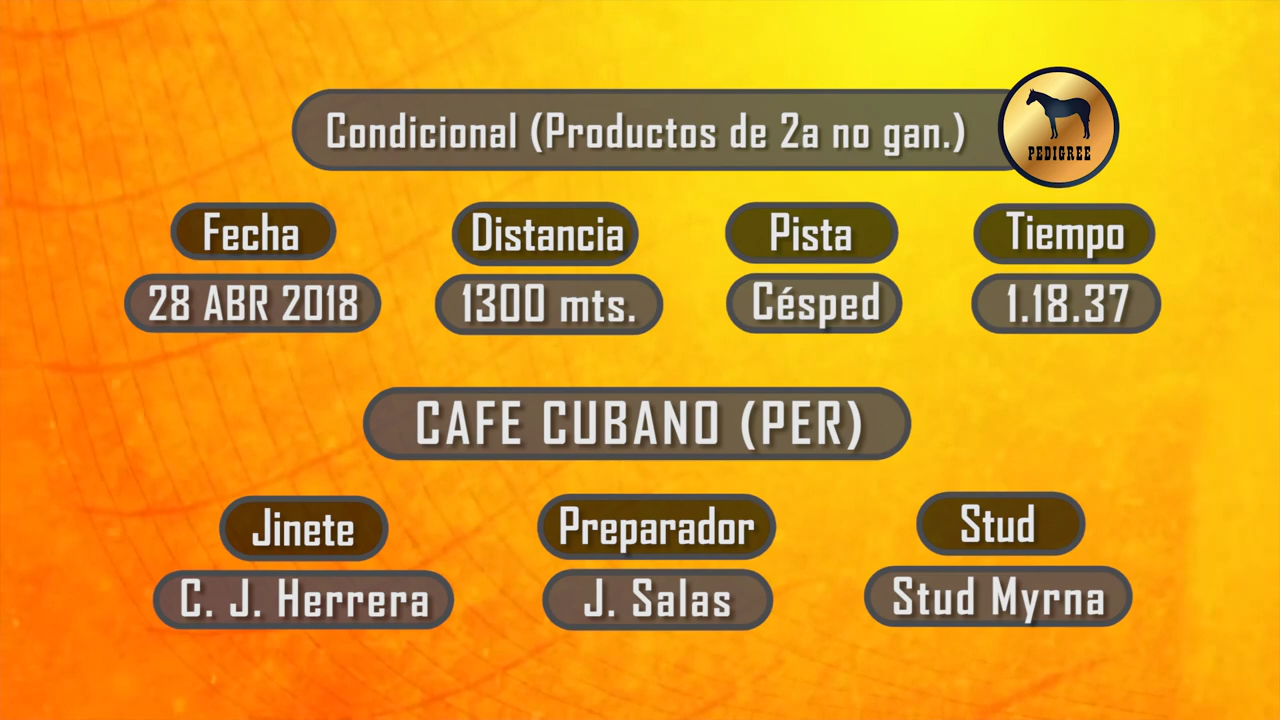 Condicional (Productos de 2a no gan.)
PEDIGREE
Fecha Distancia Pista Tiempo
28 ABR 2018 1300 mts. Césped 1.18.37
CAFE CUBANO (PER)
Jinete Preparador Stud
C. J. Herrera J. Salas Stud Myrna